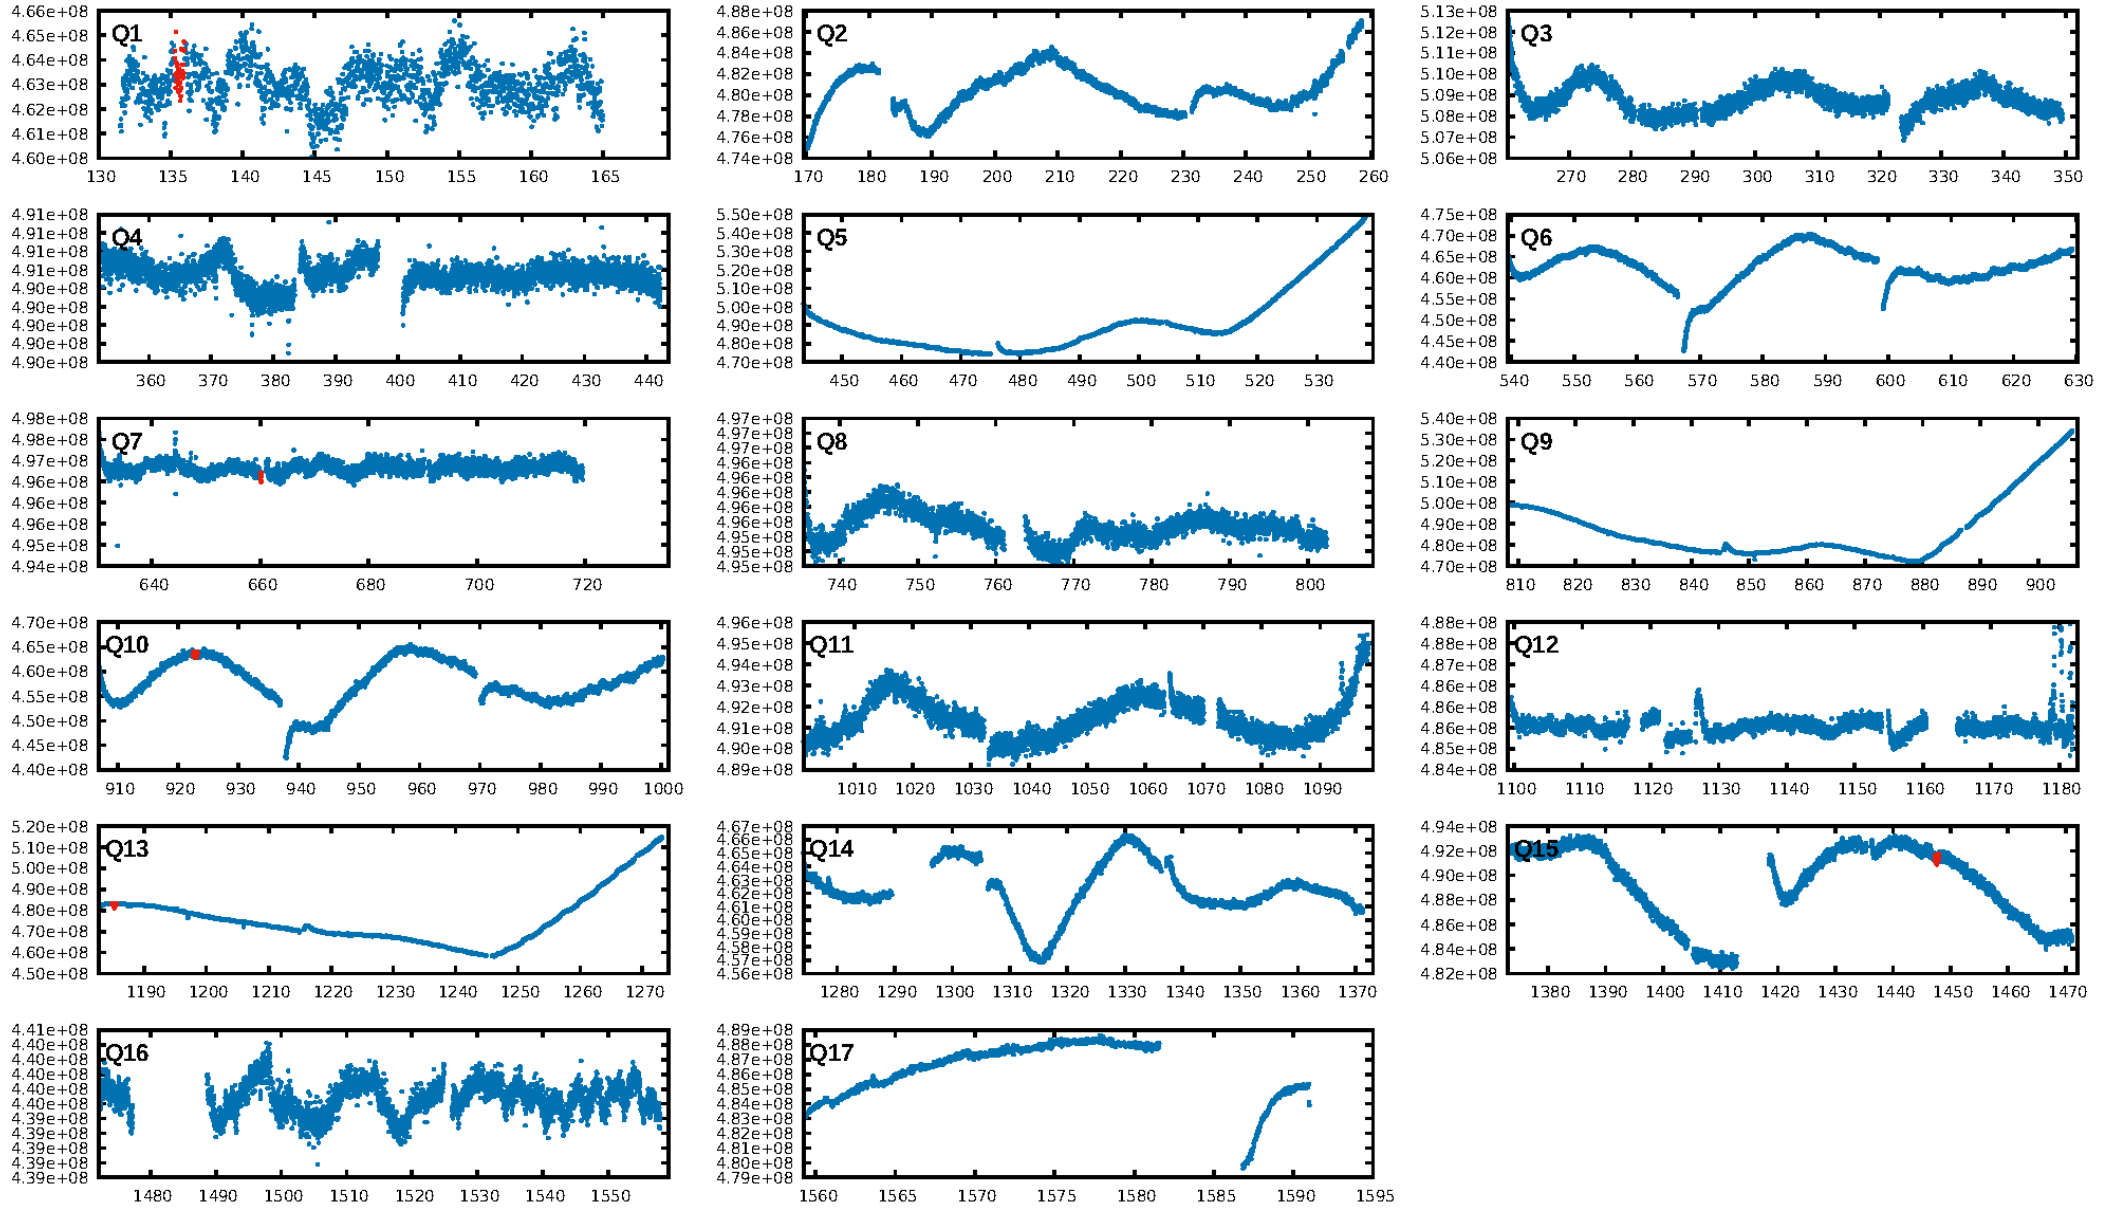 Q1
4.66e+08
4.65e+08
4.64e+08
4.63e+08
4.62e+08
4.61e+08
4.60e+08
130 135 140 145 150 155 160 165
Q2
4.88e+08
4.86e+08
4.84e+08
4.82e+08
4.80e+08
4.78e+08
4.76e+08
4.74e+08
170 180 190 200 210 220 230 240 250 260
Q3
5.13e+08
5.11e+08
5.10e+08
5.09e+08
5.08e+08
5.07e+08
5.06e+08
270 280 290 300 310 320 330 340 350
Q4
4.91e+08
4.91e+08
4.91e+08
4.91e+08
4.90e+08
4.90e+08
4.90e+08
4.90e+08
4.90e+08
360 370 380 390 400 410 420 430 440
Q5
5.50e+08
5.40e+08
5.30e+08
5.20e+08
5.10e+08
5.00e+08
4.90e+08
4.80e+08
4.70e+08
450 460 470 480 490 500 510 520 530
Q6
4.75e+08
4.70e+08
4.65e+08
4.60e+08
4.55e+08
4.50e+08
4.45e+08
4.40e+08
540 550 560 570 580 590 600 610 620 630
Q7
4.98e+08
4.98e+08
4.97e+08
4.96e+08
4.96e+08
4.96e+08
4.95e+08
4.94e+08
640 660 680 700 720
Q8
4.97e+08
4.97e+08
4.97e+08
4.96e+08
4.96e+08
4.96e+08
4.96e+08
4.96e+08
4.95e+08
4.95e+08
4.95e+08
740 750 760 770 780 790 800
Q9
5.40e+08
5.30e+08
5.20e+08
5.10e+08
5.00e+08
4.90e+08
4.80e+08
4.70e+08
810 820 830 840 850 860 870 880 890 900
Q10
4.70e+08
4.65e+08
4.60e+08
4.55e+08
4.50e+08
4.45e+08
4.40e+08
910 920 930 940 950 960 970 980 990 1000
Q11
4.96e+08
4.95e+08
4.94e+08
4.93e+08
4.92e+08
4.91e+08
4.90e+08
4.89e+08
1010 1020 1030 1040 1050 1060 1070 1080 1090
Q12
4.88e+08
4.88e+08
4.87e+08
4.86e+08
4.86e+08
4.85e+08
4.84e+08
1100 1110 1120 1130 1140 1150 1160 1170 1180
Q13
5.20e+08
5.10e+08
5.00e+08
4.90e+08
4.80e+08
4.70e+08
4.60e+08
4.50e+08
1190 1200 1210 1220 1230 1240 1250 1260 1270
Q14
4.67e+08
4.66e+08
4.65e+08
4.64e+08
4.63e+08
4.62e+08
4.61e+08
4.60e+08
4.59e+08
4.58e+08
4.57e+08
4.56e+08
1280 1290 1300 1310 1320 1330 1340 1350 1360 1370
Q15
4.94e+08
4.92e+08
4.90e+08
4.88e+08
4.86e+08
4.84e+08
4.82e+08
1380 1390 1400 1410 1420 1430 1440 1450 1460 1470
Q16
4.41e+08
4.40e+08
4.40e+08
4.40e+08
4.40e+08
4.40e+08
4.39e+08
4.39e+08
4.39e+08
4.39e+08
1480 1490 1500 1510 1520 1530 1540 1550
Q17
4.89e+08
4.88e+08
4.87e+08
4.86e+08
4.85e+08
4.84e+08
4.83e+08
4.82e+08
4.81e+08
4.80e+08
4.79e+08
1560 1565 1570 1575 1580 1585 1590 1595